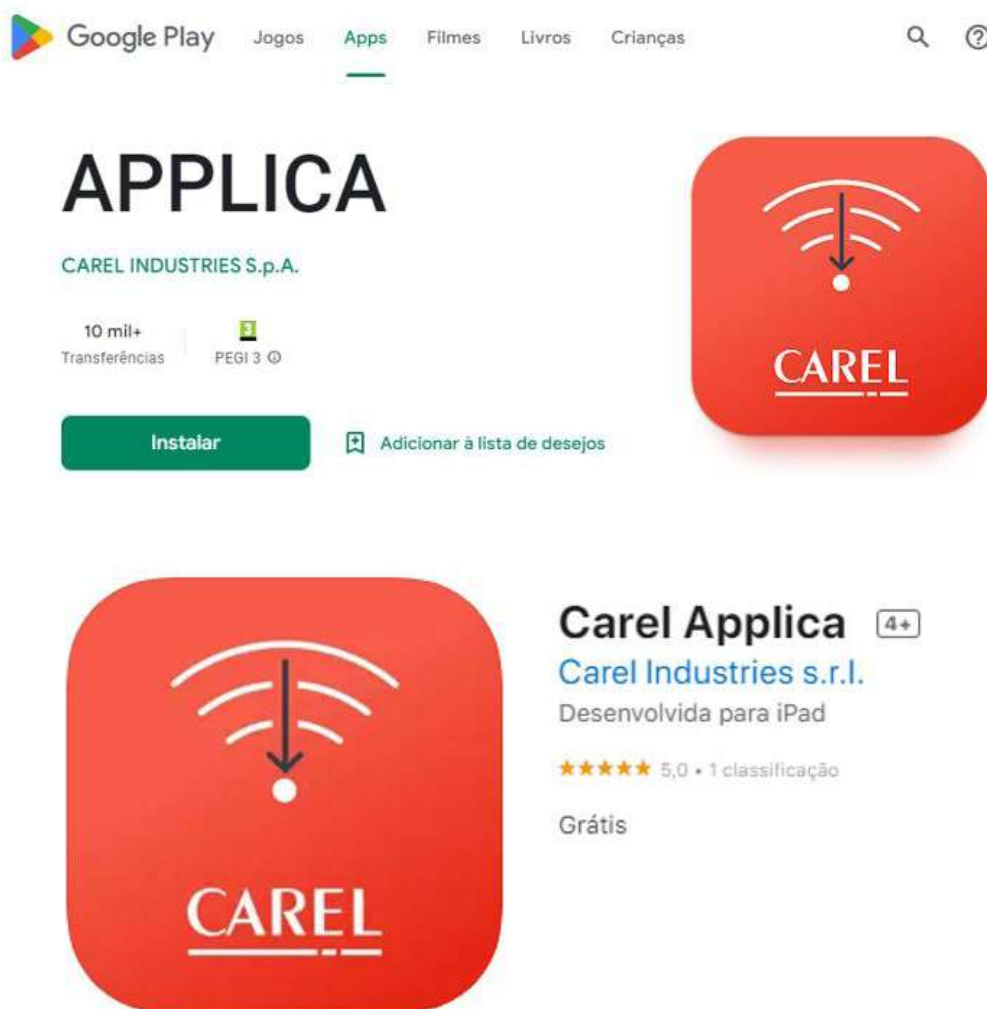 Google Play Jogos Apps Filmes Livros Crianças
APPLICA
CAREL INDUSTRIES S.p.A.
10 mil+
Transferências
3
PEGI 3
Instalar
Adicionar à lista de desejos
CAREL
Carel Applica 4+
Carel Industries s.r.l.
Desenvolvida para iPad
5,0 • 1 classificação
Grátis
CAREL